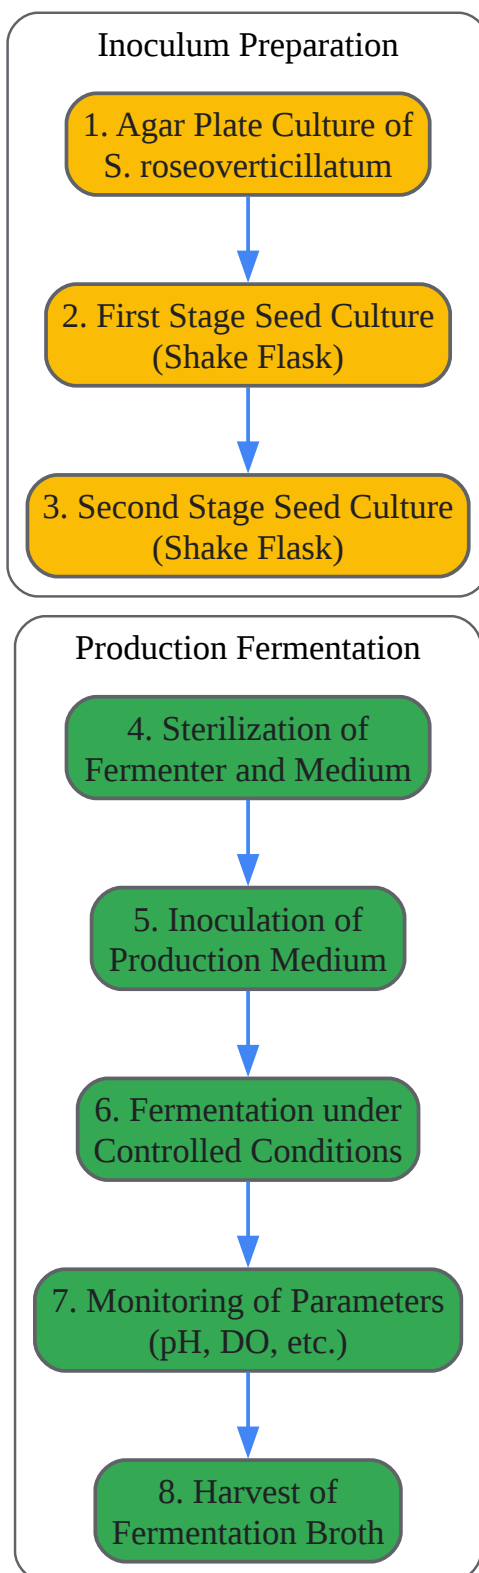 Inoculum Preparation
1. Agar Plate Culture of
S. roseoverticillatum
2. First Stage Seed Culture
(Shake Flask)
3. Second Stage Seed Culture
(Shake Flask)
Production Fermentation
4. Sterilization of
Fermenter and Medium
5. Inoculation of
Production Medium
6. Fermentation under
Controlled Conditions
7. Monitoring of Parameters
(pH, DO, etc.)
8. Harvest of
Fermentation Broth